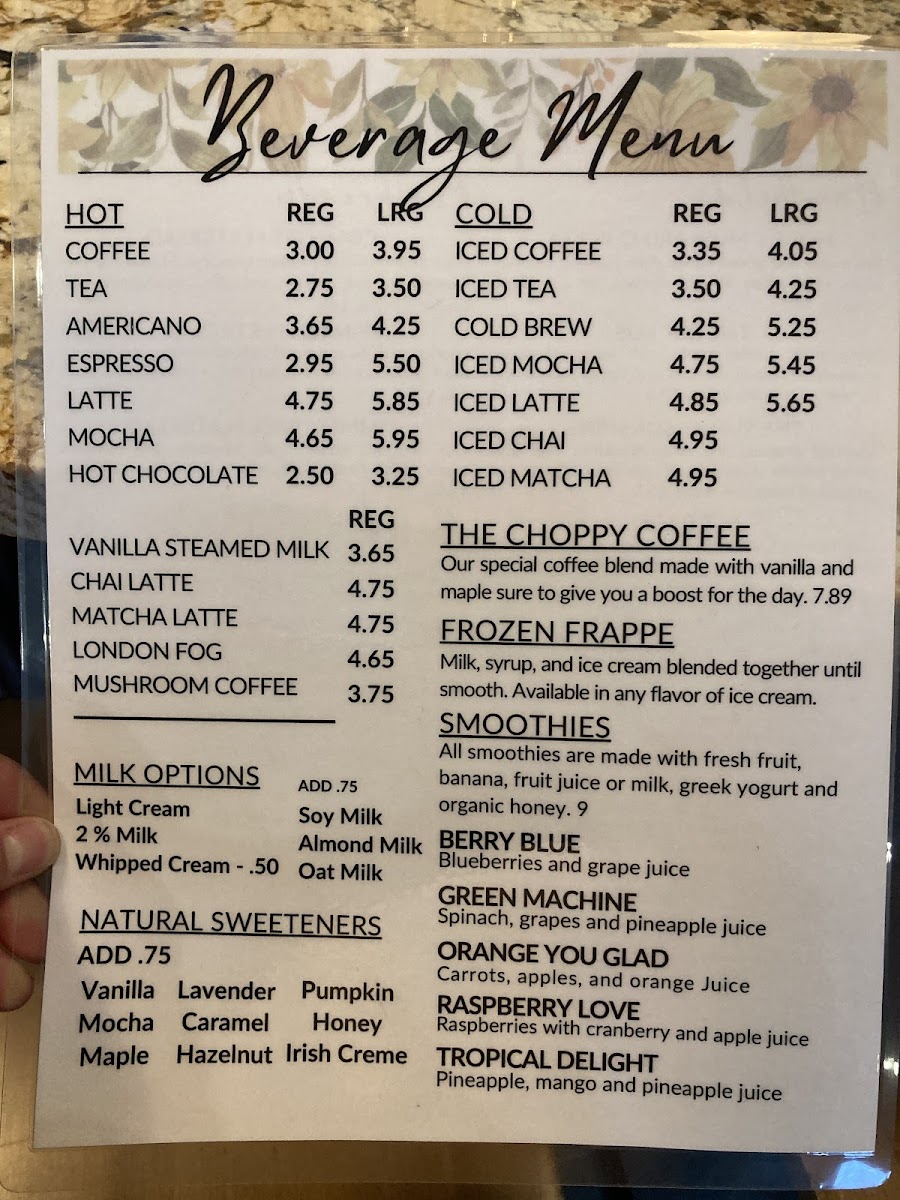 Beverage Menu
HOT REG LRG
COFFEE 3.00 3.95
TEA 2.75 3.50
AMERICANO 3.65 4.25
ESPRESSO 2.95 5.50
LATTE 4.75 5.85
MOCHA 4.65 5.95
HOT CHOCOLATE 2.50 3.25
REG
VANILLA STEAMED MILK 3.65
CHAI LATTE 4.75
MATCHA LATTE 4.75
LONDON FOG 4.65
MUSHROOM COFFEE 3.75
MILK OPTIONS
Light Cream
2 % Milk
Whipped Cream - .50
ADD .75
Soy Milk
Almond Milk
Oat Milk
NATURAL SWEETENERS
ADD .75
Vanilla Lavender Pumpkin
Mocha Caramel Honey
Maple Hazelnut Irish Creme
COLD REG LRG
ICED COFFEE 3.35 4.05
ICED TEA 3.50 4.25
COLD BREW 4.25 5.25
ICED MOCHA 4.75 5.45
ICED LATTE 4.85 5.65
ICED CHAI 4.95
ICED MATCHA 4.95
THE CHOPPY COFFEE
Our special coffee blend made with vanilla and
maple sure to give you a boost for the day. 7.89
FROZEN FRAPPE
Milk, syrup, and ice cream blended together until
smooth. Available in any flavor of ice cream.
SMOOTHIES
All smoothies are made with fresh fruit,
banana, fruit juice or milk, greek yogurt and
organic honey. 9
BERRY BLUE
Blueberries and grape juice
GREEN MACHINE
Spinach, grapes and pineapple juice
ORANGE YOU GLAD
Carrots, apples, and orange Juice
RASPBERRY LOVE
Raspberries with cranberry and apple juice
TROPICAL DELIGHT
Pineapple, mango and pineapple juice